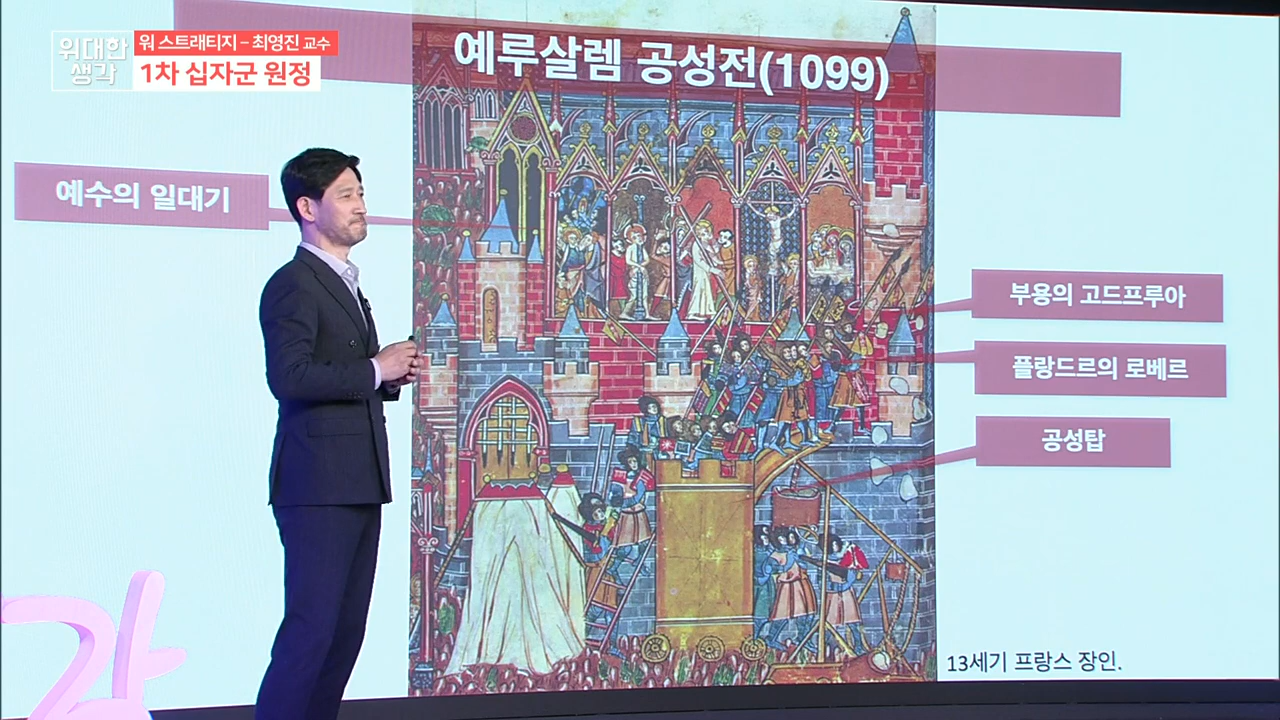 위대한
생각
워 스트래티지 – 최영진 교수
1차 십자군 원정
예루살렘 공성전(1099)
예수의 일대기
부용의 고드프루아
플랑드르의 로베르
공성탑
13세기 프랑스 장인.
각